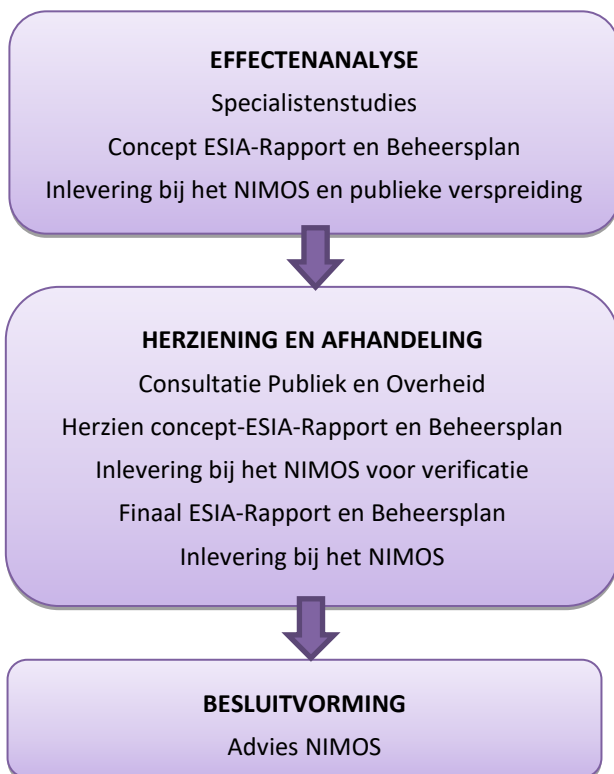 EFFECTENANALYSE
Specialistenstudies
Concept ESIA-Rapport en Beheersplan
Inlevering bij het NIMOS en publieke verspreiding
HERZIENING EN AFHANDELING
Consultatie Publiek en Overheid
Herzien concept-ESIA-Rapport en Beheersplan
Inlevering bij het NIMOS voor verificatie
Finaal ESIA-Rapport en Beheersplan
Inlevering bij het NIMOS
BESLUITVORMING
Advies NIMOS